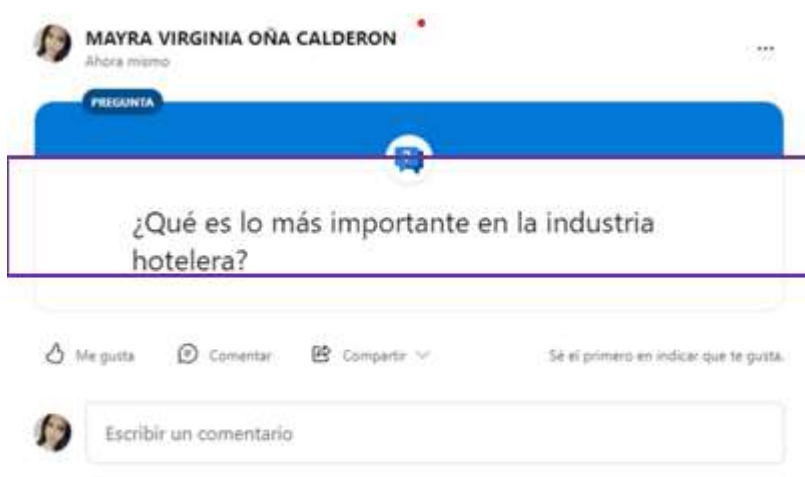 MAYRA VIRGINIA OÑA CALDERON
Ahora mismo
PREGUNTA
¿Qué es lo más importante en la industria
hotelera?
Me gusta Comentar Compartir Sé el primero en indicar que te gusta.
Escribir un comentario